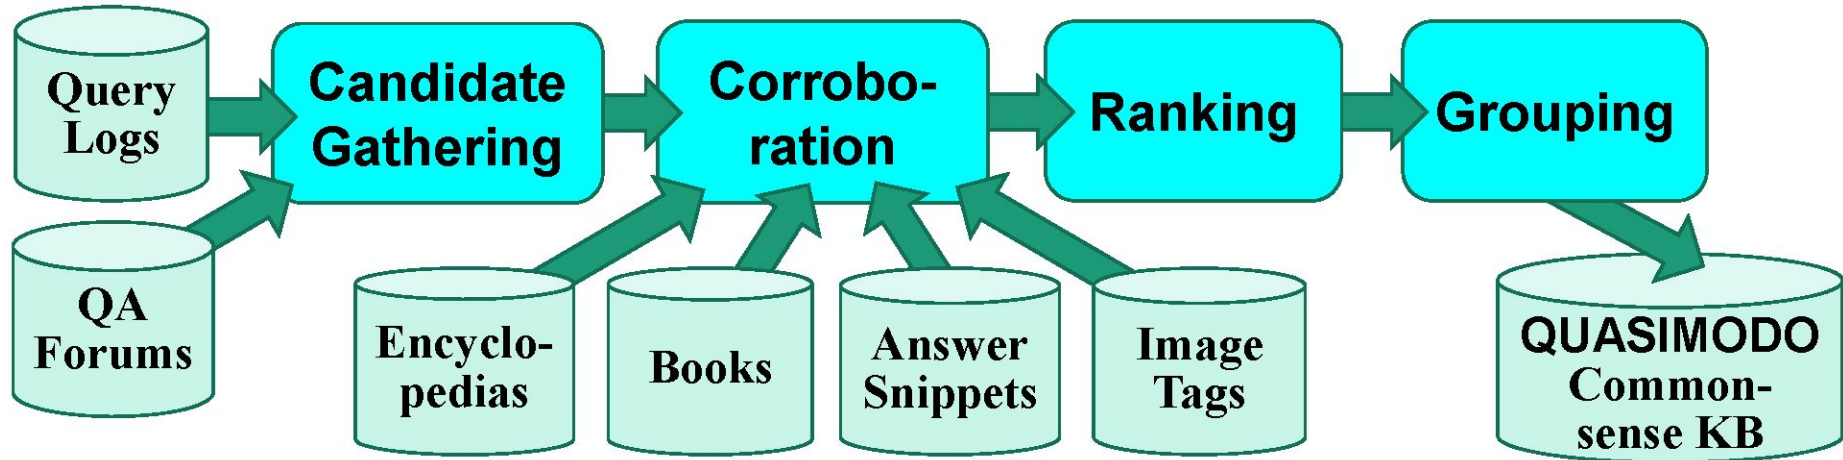 Query
Logs
Candidate
Gathering
Corrobo-
ration
Ranking
Grouping
QA
Forums
Encyclo-
pedias
Books
Answer
Snippets
Image
Tags
QUASIMODO
Common-
sense KB